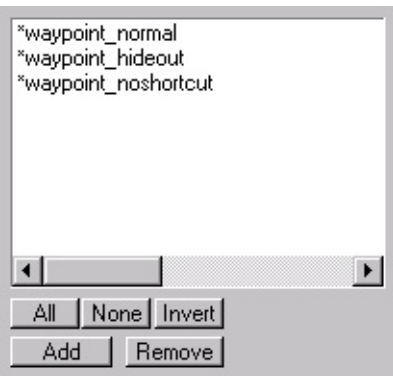 *waypoint_normal
*waypoint_hideout
*waypoint_noshortcut
All None Invert
Add Remove